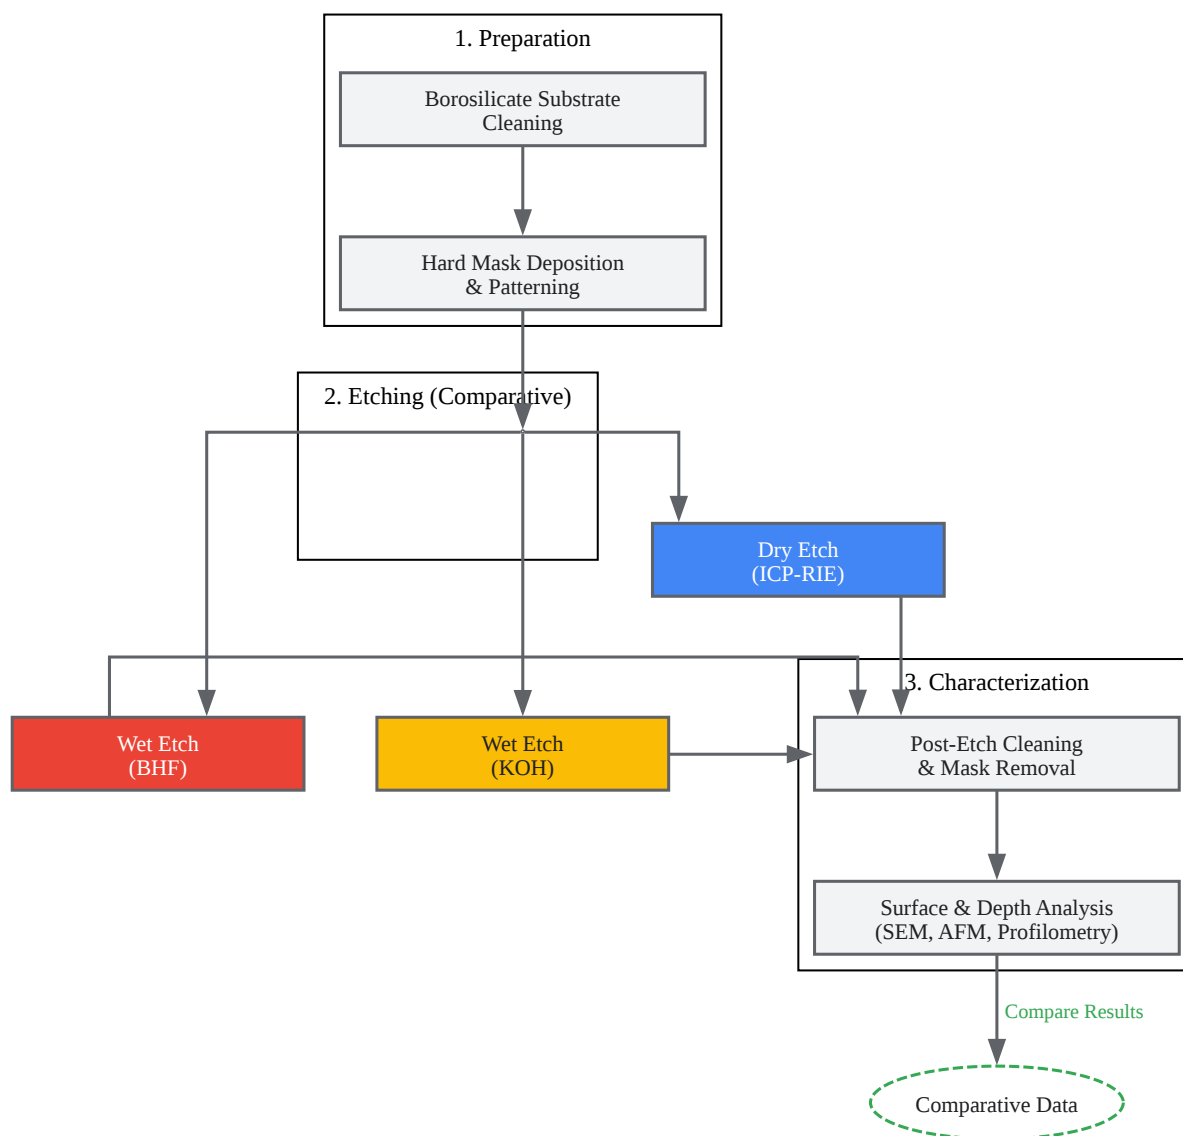 1. Preparation
Borosilicate Substrate
Cleaning
Hard Mask Deposition
& Patterning
2. Etching (Comparative)
Dry Etch
(ICP-RIE)
3. Characterization
Wet Etch
(BHF)
Wet Etch
(KOH)
Post-Etch Cleaning
& Mask Removal
Surface & Depth Analysis
(SEM, AFM, Profilometry)
Compare Results
Comparative Data